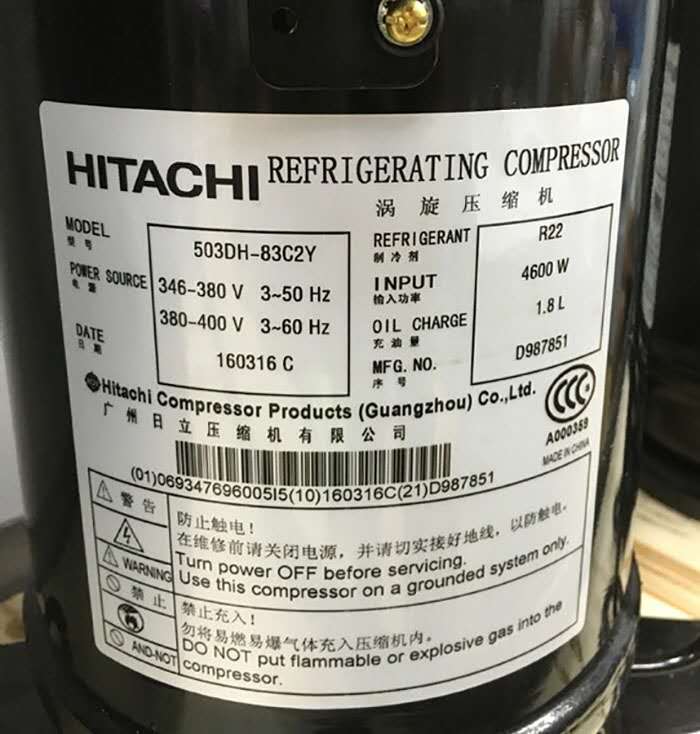 HITACHI REFRIGERATING COMPRESSOR
涡旋压缩机
MODEL 503DH-83C2Y
型号
POWER SOURCE 346-380 V 3~50 Hz
电源 380-400 V 3~60 Hz
DATE 160316 C
日期
REFRIGERANT R22
制冷剂
INPUT 4600 W
输入功率
OIL CHARGE 1.8 L
充油量
MFG. NO. D987851
序号
Hitachi Compressor Products (Guangzhou) Co.,Ltd.
广州日立压缩机有限公司
CCC
A000359
MADE IN CHINA
(01)06934769600515(10)160316C(21)D987851
警告
WARNING
防止触电!
在维修前请关闭电源，并请切实接好地线，以防触电。
Turn power OFF before servicing.
Use this compressor on a grounded system only.
禁止
AND-NOT
禁止充入!
勿将易燃易爆气体充入压缩机内。
DO NOT put flammable or explosive gas into the
compressor.